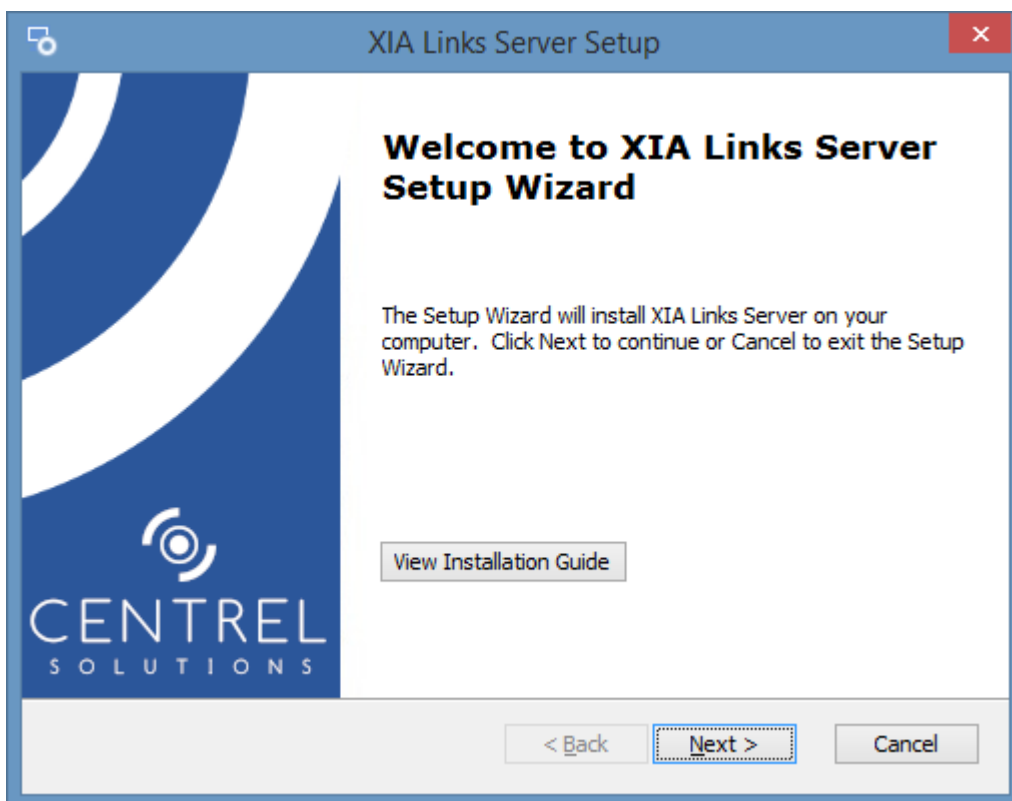 XIA Links Server Setup
Welcome to XIA Links Server
Setup Wizard
The Setup Wizard will install XIA Links Server on your
computer.  Click Next to continue or Cancel to exit the Setup
Wizard.
View Installation Guide
CENTREL
SOLUTIONS
< Back
Next >
Cancel